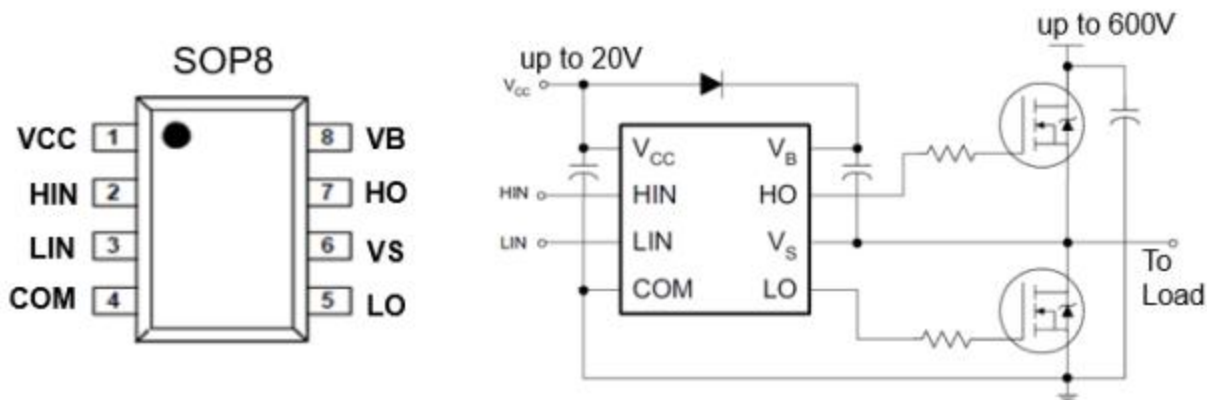 SOP8
VCC 1
8 VB
HIN 2
7 HO
LIN 3
6 VS
COM 4
5 LO
up to 600V
up to 20V
VCC
VCC
VB
HIN
HIN
HO
LIN
LIN
VS
COM
LO
To
Load